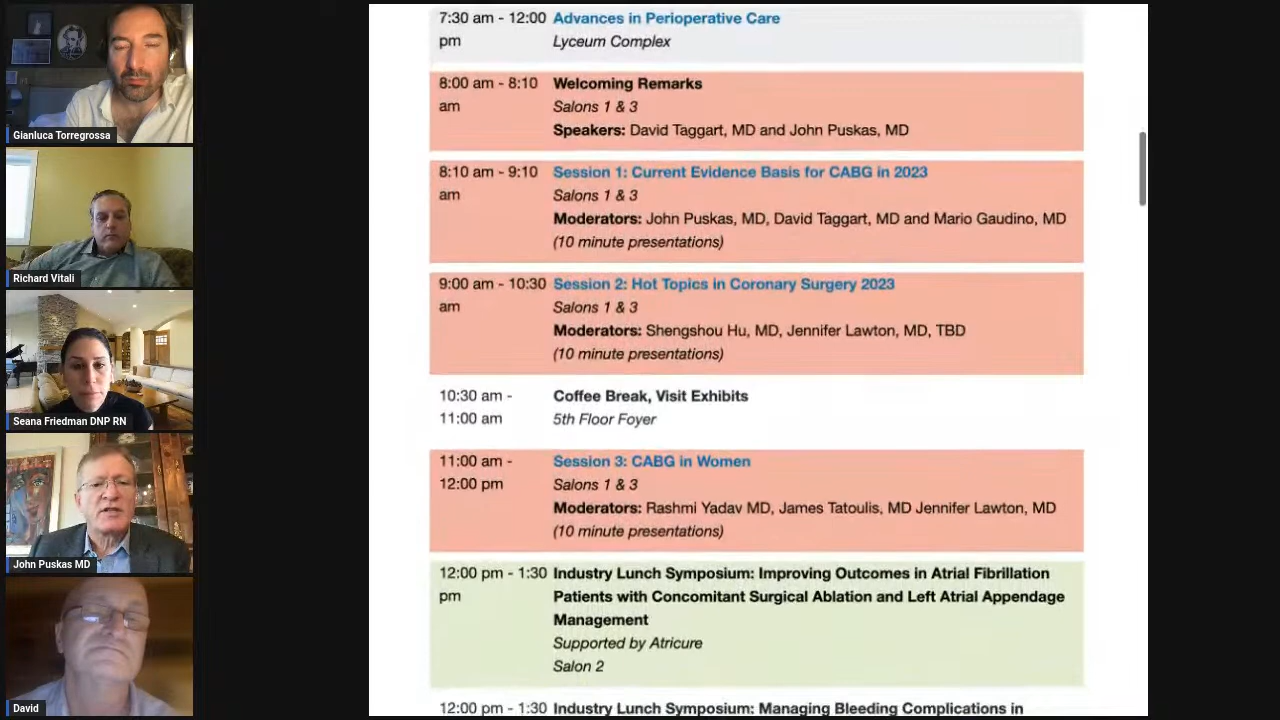 Gianluca Torregrossa
Richard Vitali
Seana Friedman DNP RN
John Puskas MD
David
7:30 am - 12:00 pm
Advances in Perioperative Care
Lyceum Complex
8:00 am - 8:10 am
Welcoming Remarks
Salons 1 & 3
Speakers: David Taggart, MD and John Puskas, MD
8:10 am - 9:10 am
Session 1: Current Evidence Basis for CABG in 2023
Salons 1 & 3
Moderators: John Puskas, MD, David Taggart, MD and Mario Gaudino, MD
(10 minute presentations)
9:00 am - 10:30 am
Session 2: Hot Topics in Coronary Surgery 2023
Salons 1 & 3
Moderators: Shengshou Hu, MD, Jennifer Lawton, MD, TBD
(10 minute presentations)
10:30 am - 11:00 am
Coffee Break, Visit Exhibits
5th Floor Foyer
11:00 am - 12:00 pm
Session 3: CABG in Women
Salons 1 & 3
Moderators: Rashmi Yadav MD, James Tatoulis, MD Jennifer Lawton, MD
(10 minute presentations)
12:00 pm - 1:30 pm
Industry Lunch Symposium: Improving Outcomes in Atrial Fibrillation
Patients with Concomitant Surgical Ablation and Left Atrial Appendage
Management
Supported by Atricure
Salon 2
12:00 pm - 1:30
Industry Lunch Symposium: Managing Bleeding Complications in